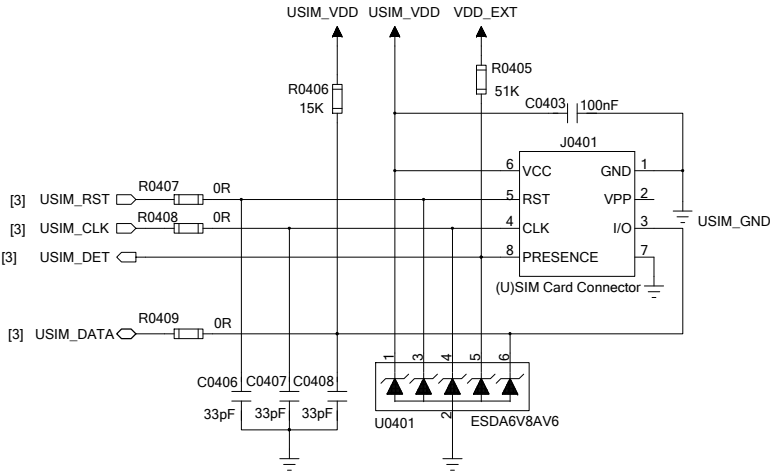 USIM_VDD USIM_VDD VDD_EXT
R0405
51K
R0406
15K
C0403 100nF
J0401
6 VCC GND 1
[3] USIM_RST R0407 0R 5 RST VPP 2
[3] USIM_CLK R0408 0R 4 CLK I/O 3
USIM_GND
[3] USIM_DET 8 PRESENCE 7
(U)SIM Card Connector
[3] USIM_DATA R0409 0R
1 3 4 5 6
C0406 C0407 C0408
33pF 33pF 33pF
U0401 2 ESDA6V8AV6